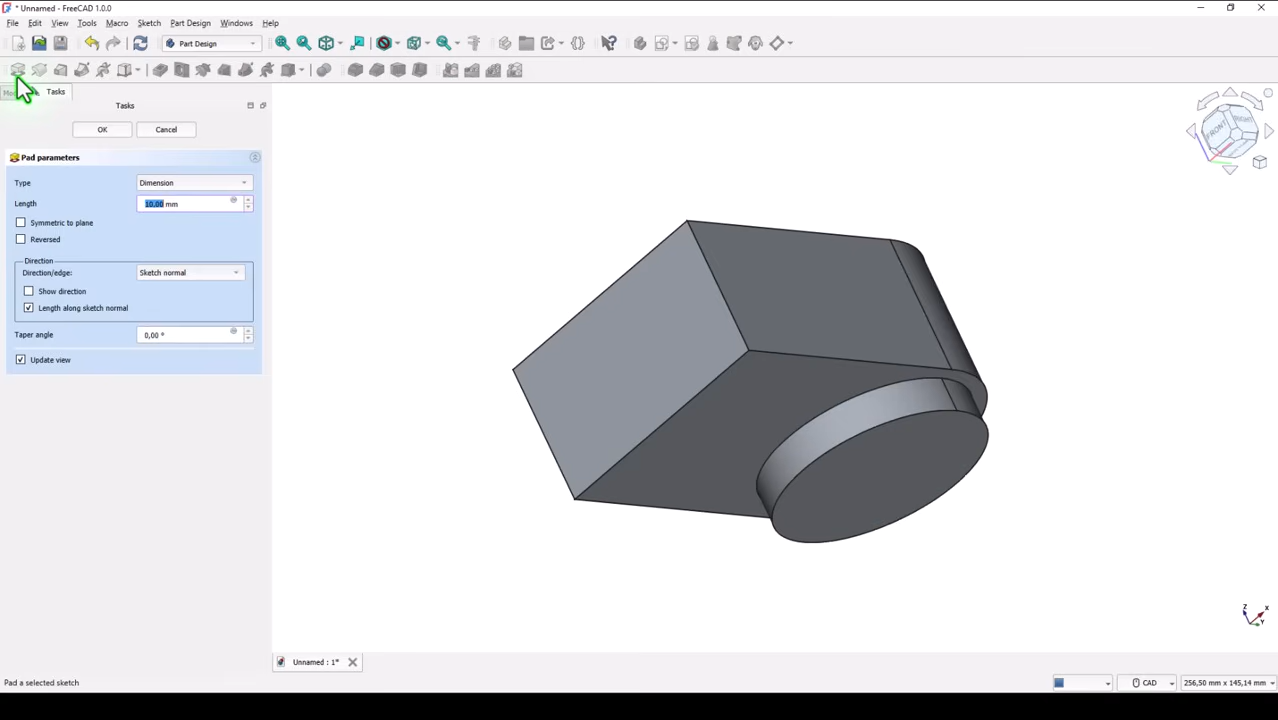 * Unnamed - FreeCAD 1.0.0
File Edit View Tools Macro Sketch Part Design Windows Help
Part Design
Tasks
Tasks
OK Cancel
Pad parameters
Type Dimension
Length 10,00 mm
Symmetric to plane
Reversed
Direction
Direction/edge: Sketch normal
Show direction
Length along sketch normal
Taper angle 0,00 °
Update view
FRONT
RIGHT
Z
X
Y
Unnamed : 1*
Pad a selected sketch
CAD
256,50 mm x 145,14 mm